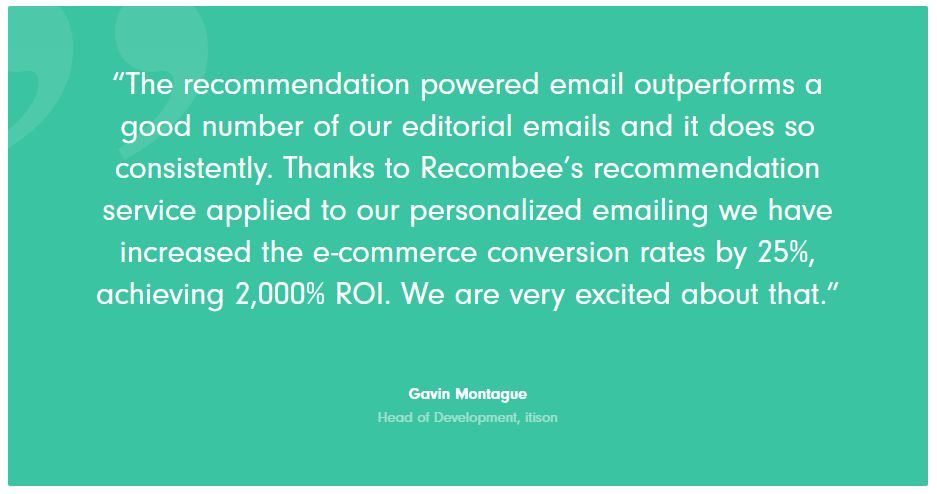 “The recommendation powered email outperforms a
good number of our editorial emails and it does so
consistently. Thanks to Recombee’s recommendation
service applied to our personalized emailing we have
increased the e-commerce conversion rates by 25%,
achieving 2,000% ROI. We are very excited about that.”
Gavin Montague
Head of Development, itison